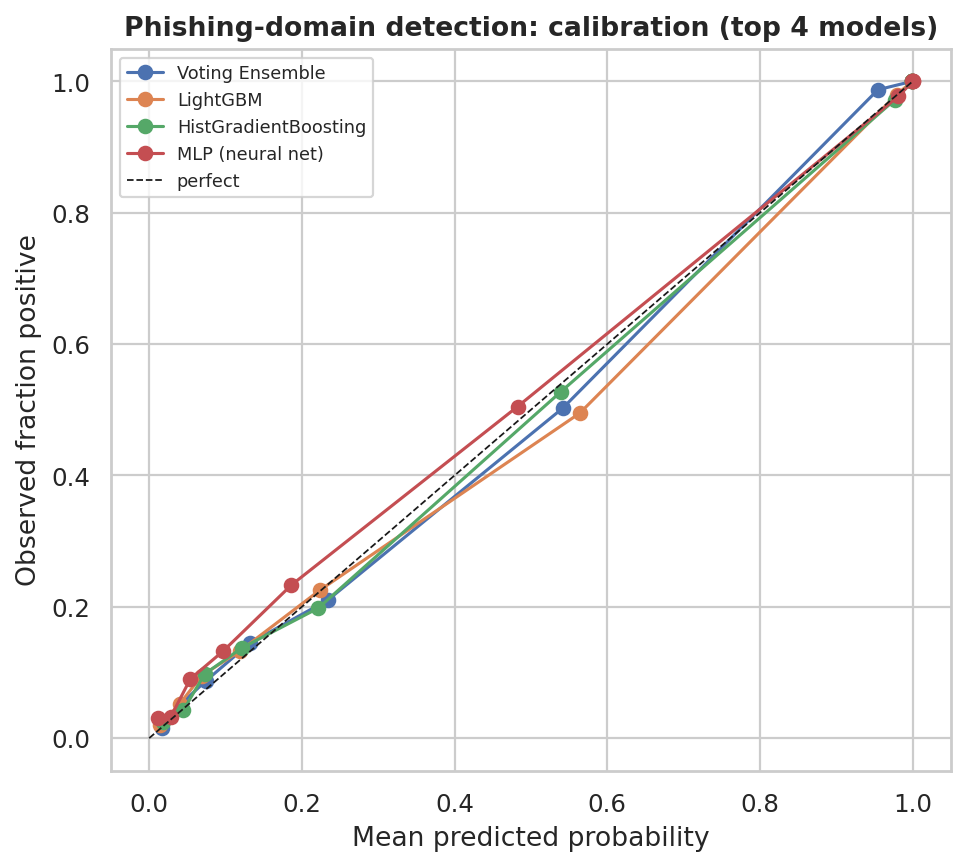 Phishing-domain detection: calibration (top 4 models)
Voting Ensemble
LightGBM
HistGradientBoosting
MLP (neural net)
perfect
Observed fraction positive
1.0
0.8
0.6
0.4
0.2
0.0
0.0 0.2 0.4 0.6 0.8 1.0
Mean predicted probability